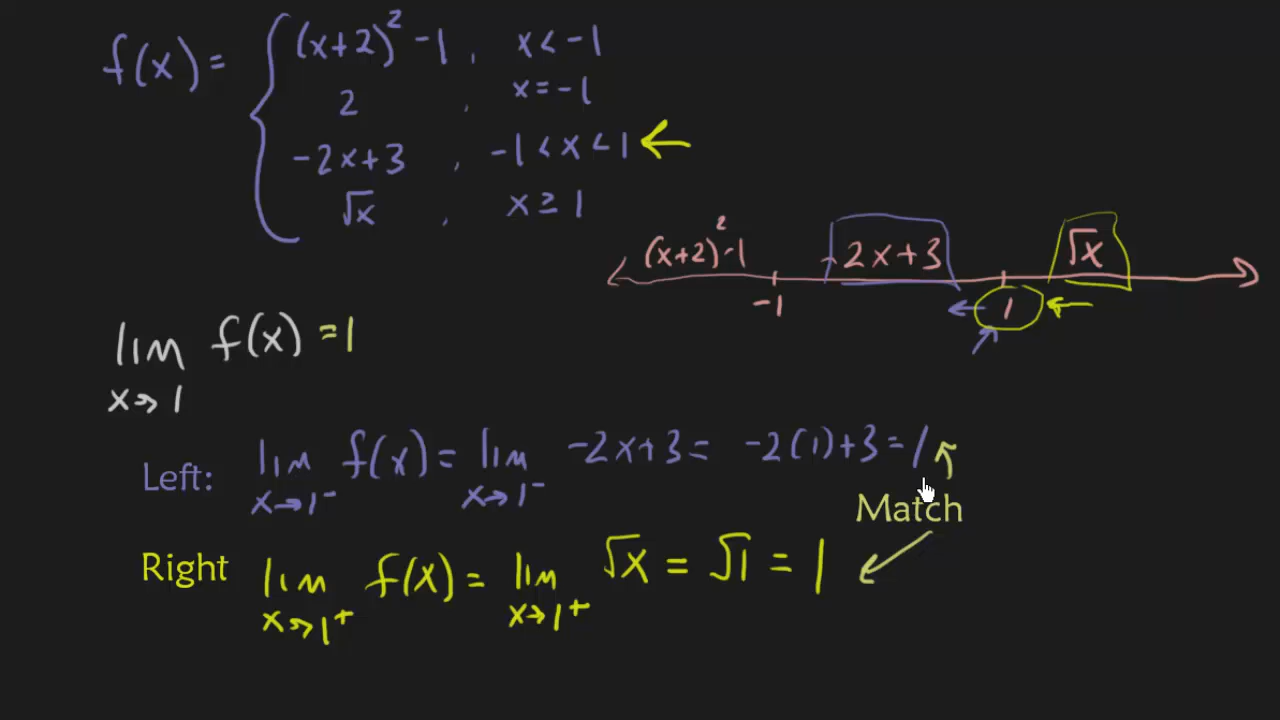 f(x) = { (x+2)² -1 , x < -1
2 , x = -1
-2x+3 , -1 < x < 1 ←
√x , x ≥ 1
(x+2)² -1 -2x+3 √x
-1 ← 1 ←
lim f(x) = 1
x→1
Left: lim f(x) = lim -2x+3 = -2(1)+3 = 1
x→1⁻ x→1⁻
Match
Right lim f(x) = lim √x = √1 = 1
x→1⁺ x→1⁺